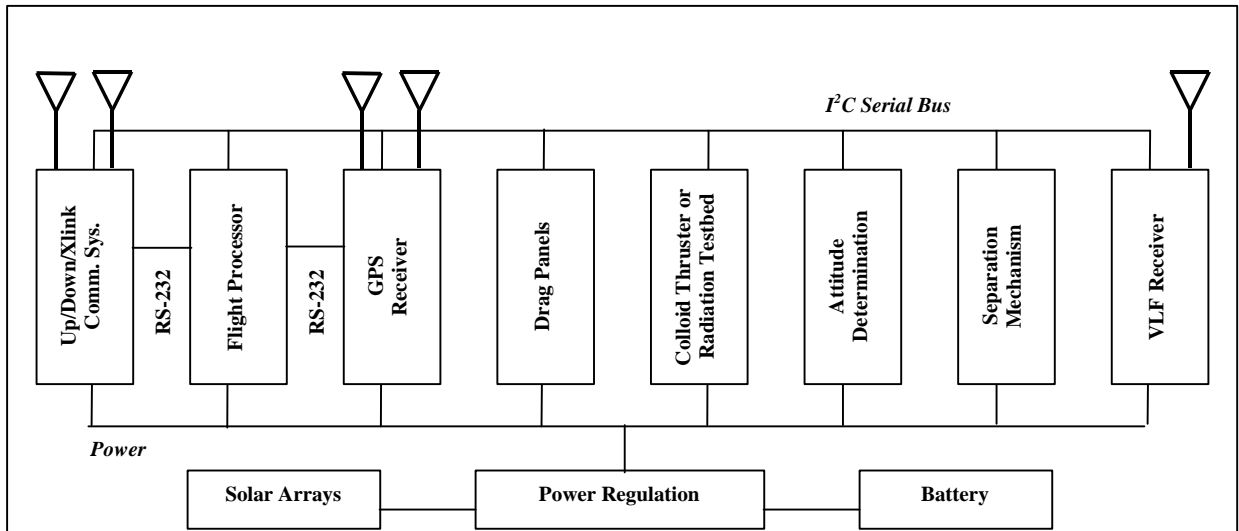 I²C Serial Bus
Up/Down/Xlink
Comm. Sys.
RS-232
Flight Processor
RS-232
GPS
Receiver
Drag Panels
Colloid Thruster or
Radiation Testbed
Attitude
Determination
Separation
Mechanism
VLF Receiver
Power
Solar Arrays
Power Regulation
Battery